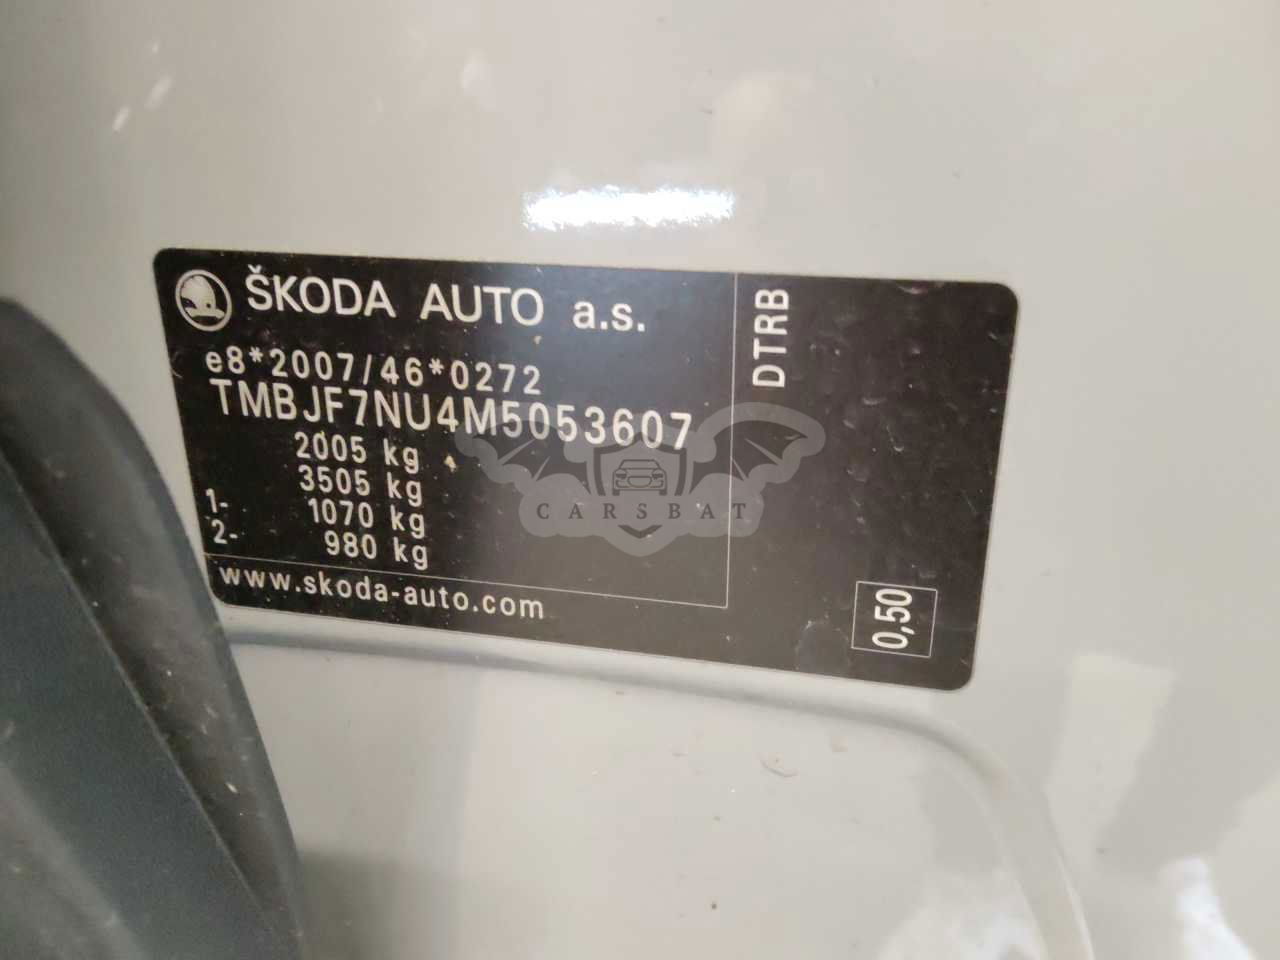 ŠKODA AUTO a.s.
e8*2007/46*0272
TMBJF7NU4M5053607
2005 kg
3505 kg
1- 1070 kg
2- 980 kg
www.skoda-auto.com
DTRB
0,50
CARSBAT